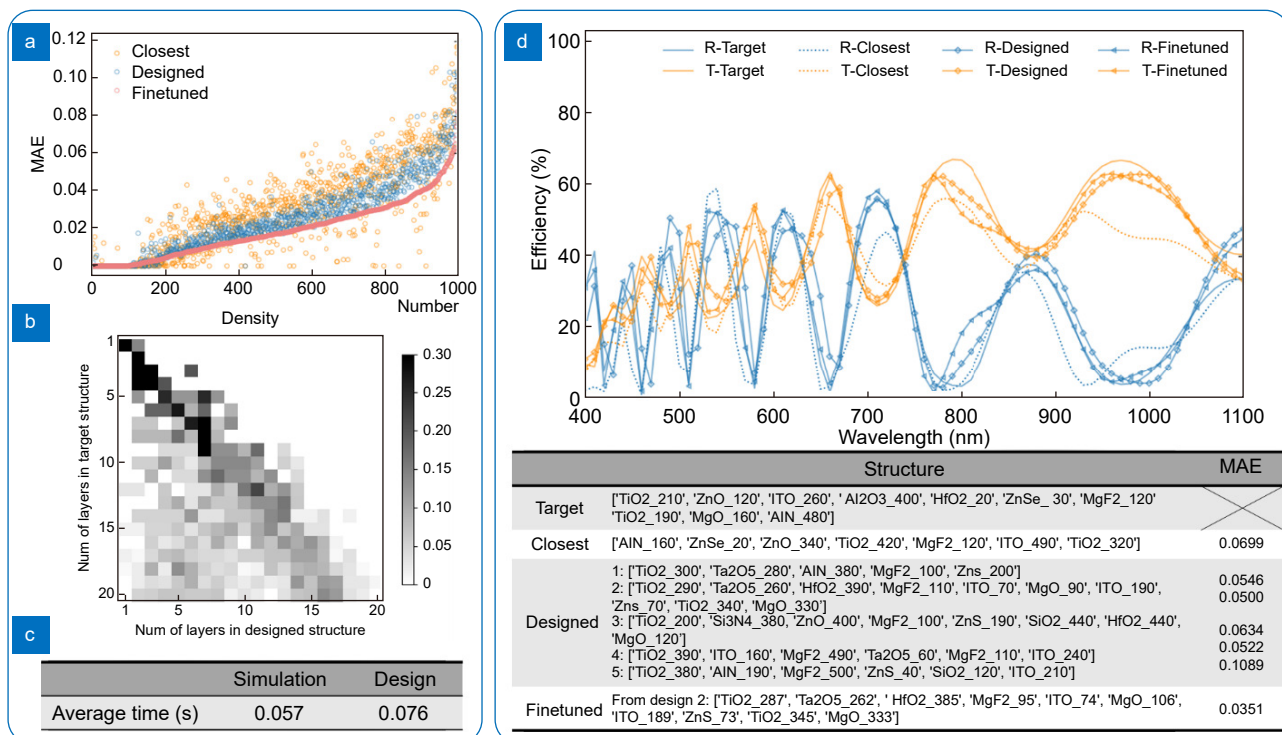 a
0.12
0.10
0.08
0.06
0.04
0.02
0
MAE
Closest
Designed
Finetuned
0 200 400 600 800 1000
Number
b
Density
1
5
10
15
20
Num of layers in target structure
1 5 10 15 20
Num of layers in designed structure
0.30
0.25
0.20
0.15
0.10
0.05
0
c
Simulation Design
Average time (s) 0.057 0.076
d
100
80
60
40
20
0
Efficiency (%)
R-Target R-Closest R-Designed R-Finetuned
T-Target T-Closest T-Designed T-Finetuned
400 500 600 700 800 900 1000 1100
Wavelength (nm)
Structure MAE
Target
['TiO2_210', 'ZnO_120', 'ITO_260', ' Al2O3_400', 'HfO2_20', 'ZnSe_ 30', 'MgF2_120'
'TiO2_190', 'MgO_160', 'AlN_480']
Closest ['AlN_160', 'ZnSe_20', 'ZnO_340', 'TiO2_420', 'MgF2_120', 'ITO_490', 'TiO2_320'] 0.0699
Designed
1: ['TiO2_300', 'Ta2O5_280', 'AlN_380', 'MgF2_100', 'Zns_200'] 0.0546
2: ['TiO2_290', 'Ta2O5_260', 'HfO2_390', 'MgF2_110', 'ITO_70', 'MgO_90', 'ITO_190', 0.0500
'Zns_70', 'TiO2_340', 'MgO_330']
3: ['TiO2_200', 'Si3N4_380, 'ZnO_400', 'MgF2_100', 'ZnS_190', 'SiO2_440', 'HfO2_440', 0.0634
'MgO_120']
4: ['TiO2_390', 'ITO_160', 'MgF2_490', 'Ta2O5_60', 'MgF2_110', 'ITO_240'] 0.0522
5: ['TiO2_380', 'AlN_190', 'MgF2_500', 'ZnS_40', 'SiO2_120', 'ITO_210'] 0.1089
Finetuned
From design 2: ['TiO2_287', 'Ta2O5_262', ' HfO2_385', 'MgF2_95', 'ITO_74', 'MgO_106', 0.0351
'ITO_189', 'ZnS_73', 'TiO2_345', 'MgO_333']